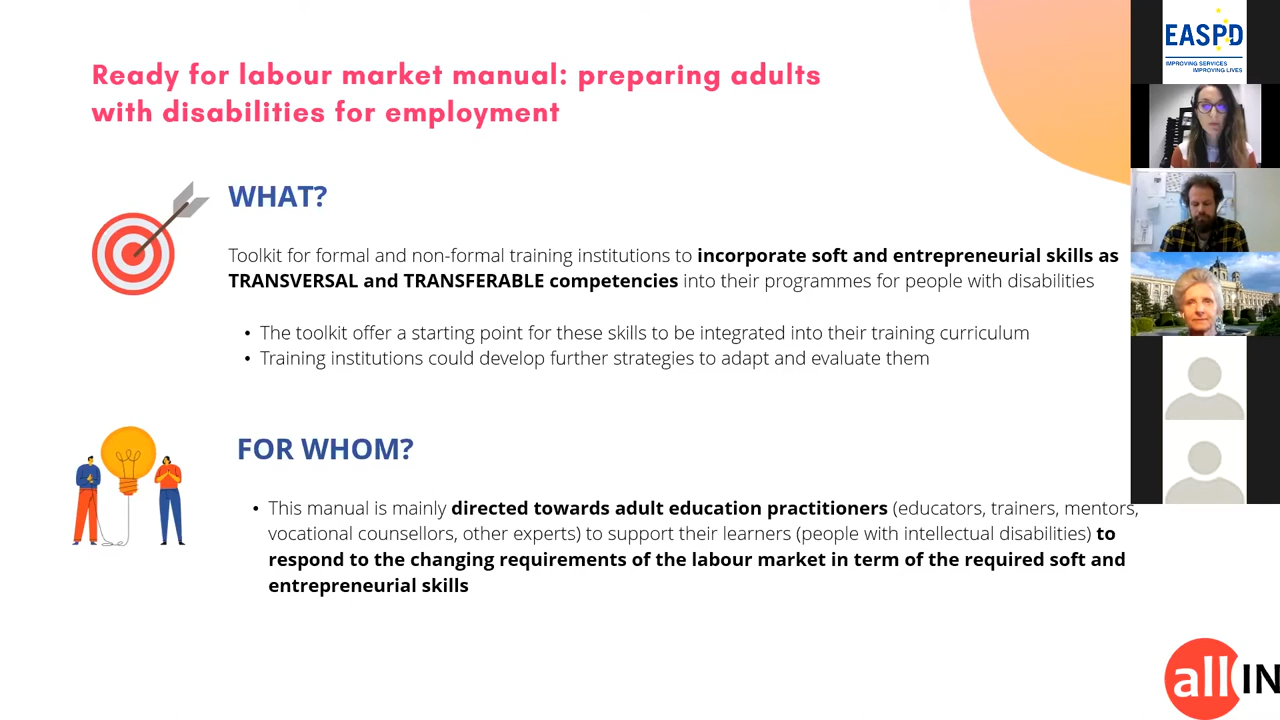 Ready for labour market manual: preparing adults
with disabilities for employment
WHAT?
Toolkit for formal and non-formal training institutions to incorporate soft and entrepreneurial skills as
TRANSVERSAL and TRANSFERABLE competencies into their programmes for people with disabilities
• The toolkit offer a starting point for these skills to be integrated into their training curriculum
• Training institutions could develop further strategies to adapt and evaluate them
FOR WHOM?
• This manual is mainly directed towards adult education practitioners (educators, trainers, mentors,
vocational counsellors, other experts) to support their learners (people with intellectual disabilities) to
respond to the changing requirements of the labour market in term of the required soft and
entrepreneurial skills
EASPD
IMPROVING SERVICES
IMPROVING LIVES
all IN